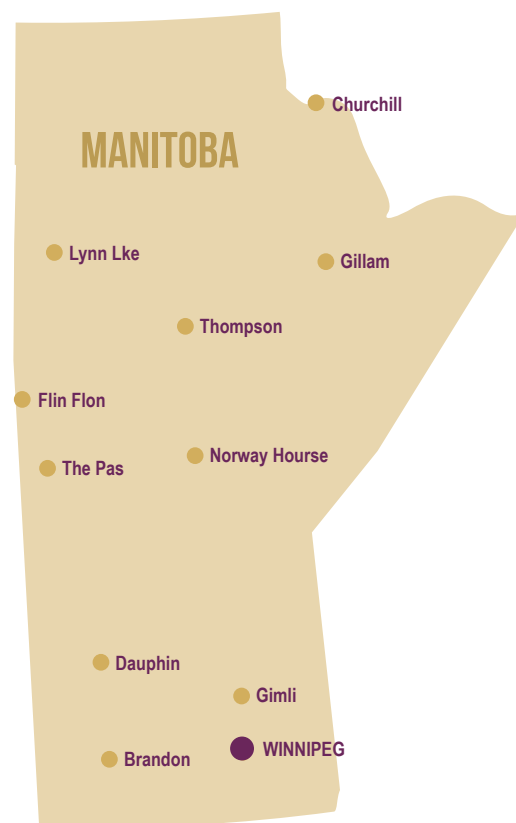 Churchill
MANITOBA
Lynn Lke
Gillam
Thompson
Flin Flon
Norway Hourse
The Pas
Dauphin
Gimli
WINNIPEG
Brandon